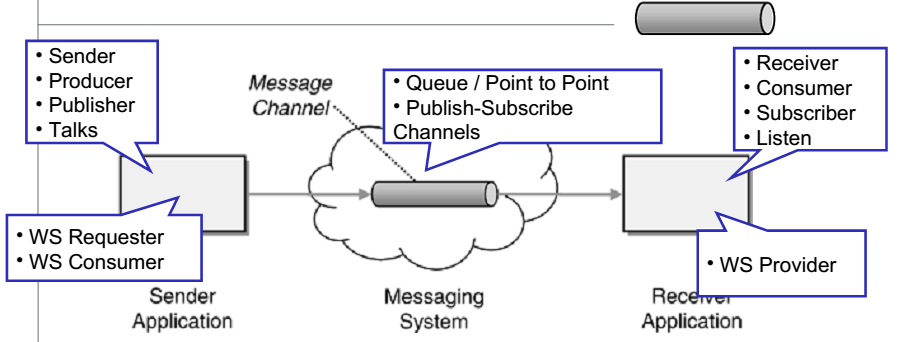 • Sender
• Producer
• Publisher
• Talks
Message
Channel
• Queue / Point to Point
• Publish-Subscribe
Channels
• Receiver
• Consumer
• Subscriber
• Listen
• WS Requester
• WS Consumer
• WS Provider
Sender
Application
Messaging
System
Receiver
Application